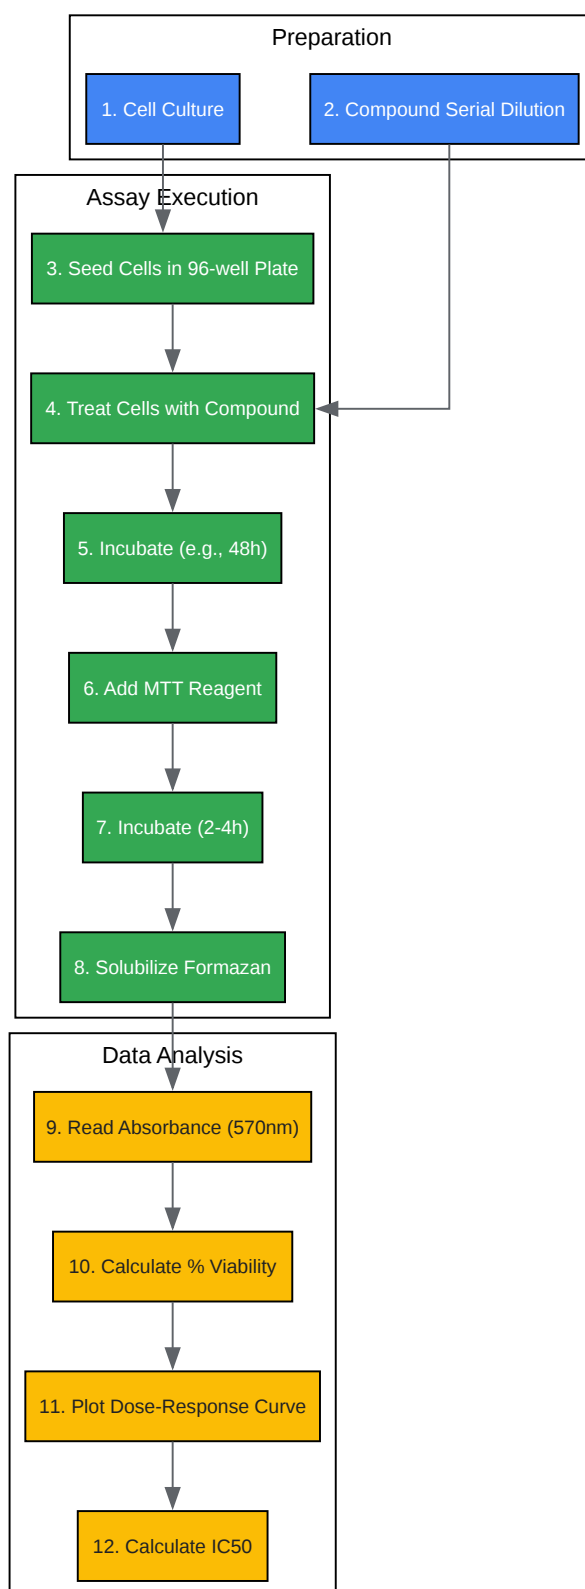 Preparation
1. Cell Culture
2. Compound Serial Dilution
Assay Execution
3. Seed Cells in 96-well Plate
4. Treat Cells with Compound
5. Incubate (e.g., 48h)
6. Add MTT Reagent
7. Incubate (2-4h)
8. Solubilize Formazan
Data Analysis
9. Read Absorbance (570nm)
10. Calculate % Viability
11. Plot Dose-Response Curve
12. Calculate IC50